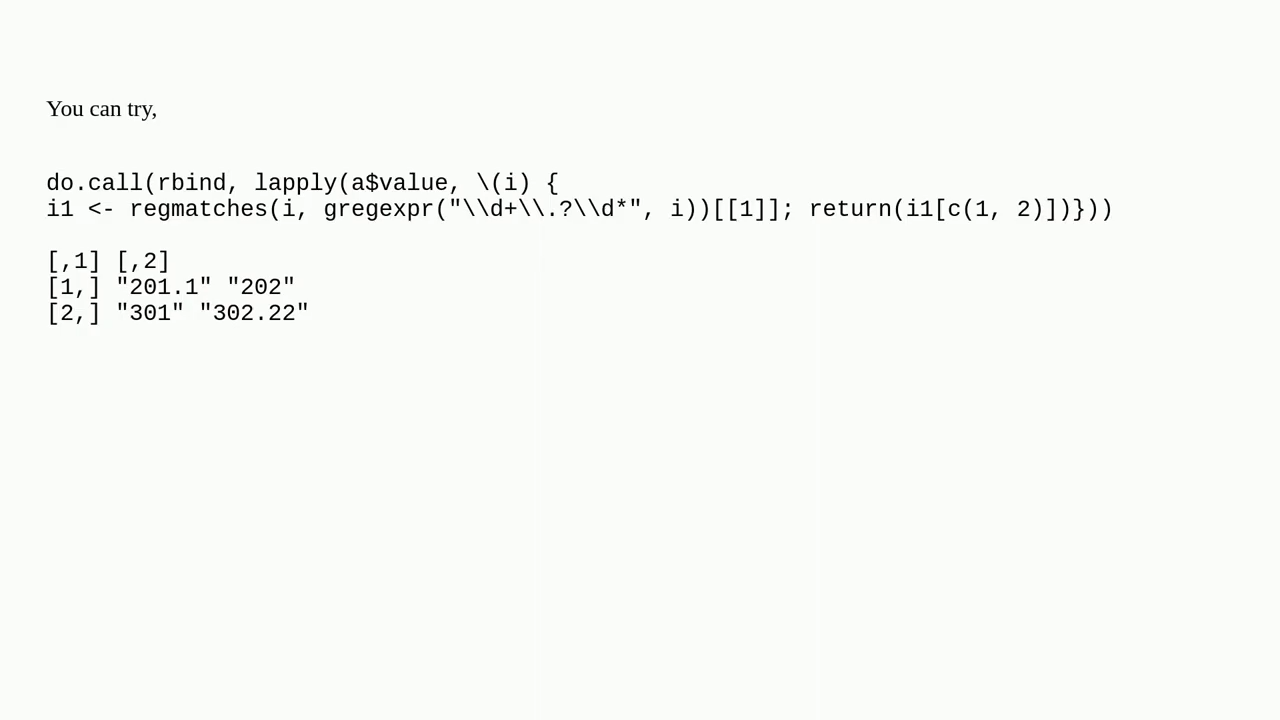 You can try,
do.call(rbind, lapply(a$value, \(i) {
i1 <- regmatches(i, gregexpr("\\d+\\.?\\d*", i))[[1]]; return(i1[c(1, 2)])}))
[,1] [,2]
[1,] "201.1" "202"
[2,] "301" "302.22"